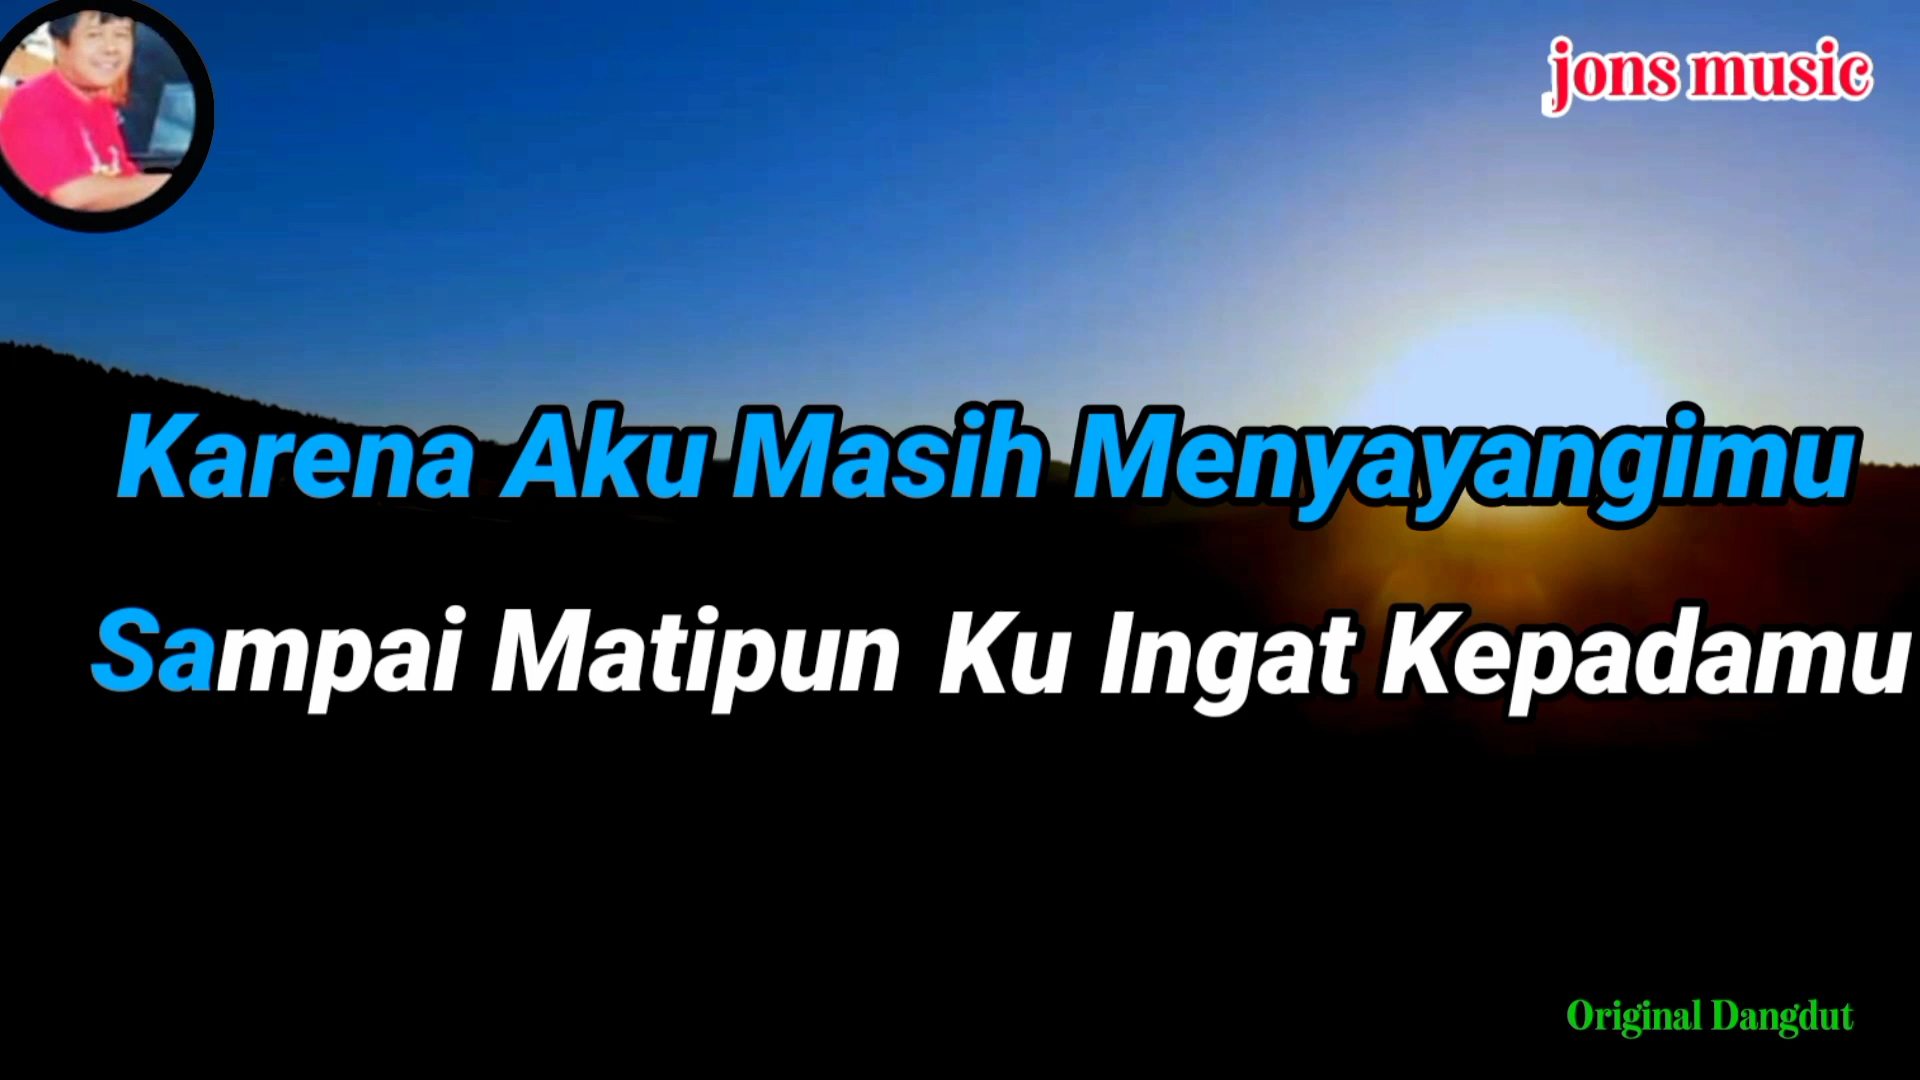 jons music
Karena Aku Masih Menyayangimu
Sampai Matipun Ku Ingat Kepadamu
Original Dangdut